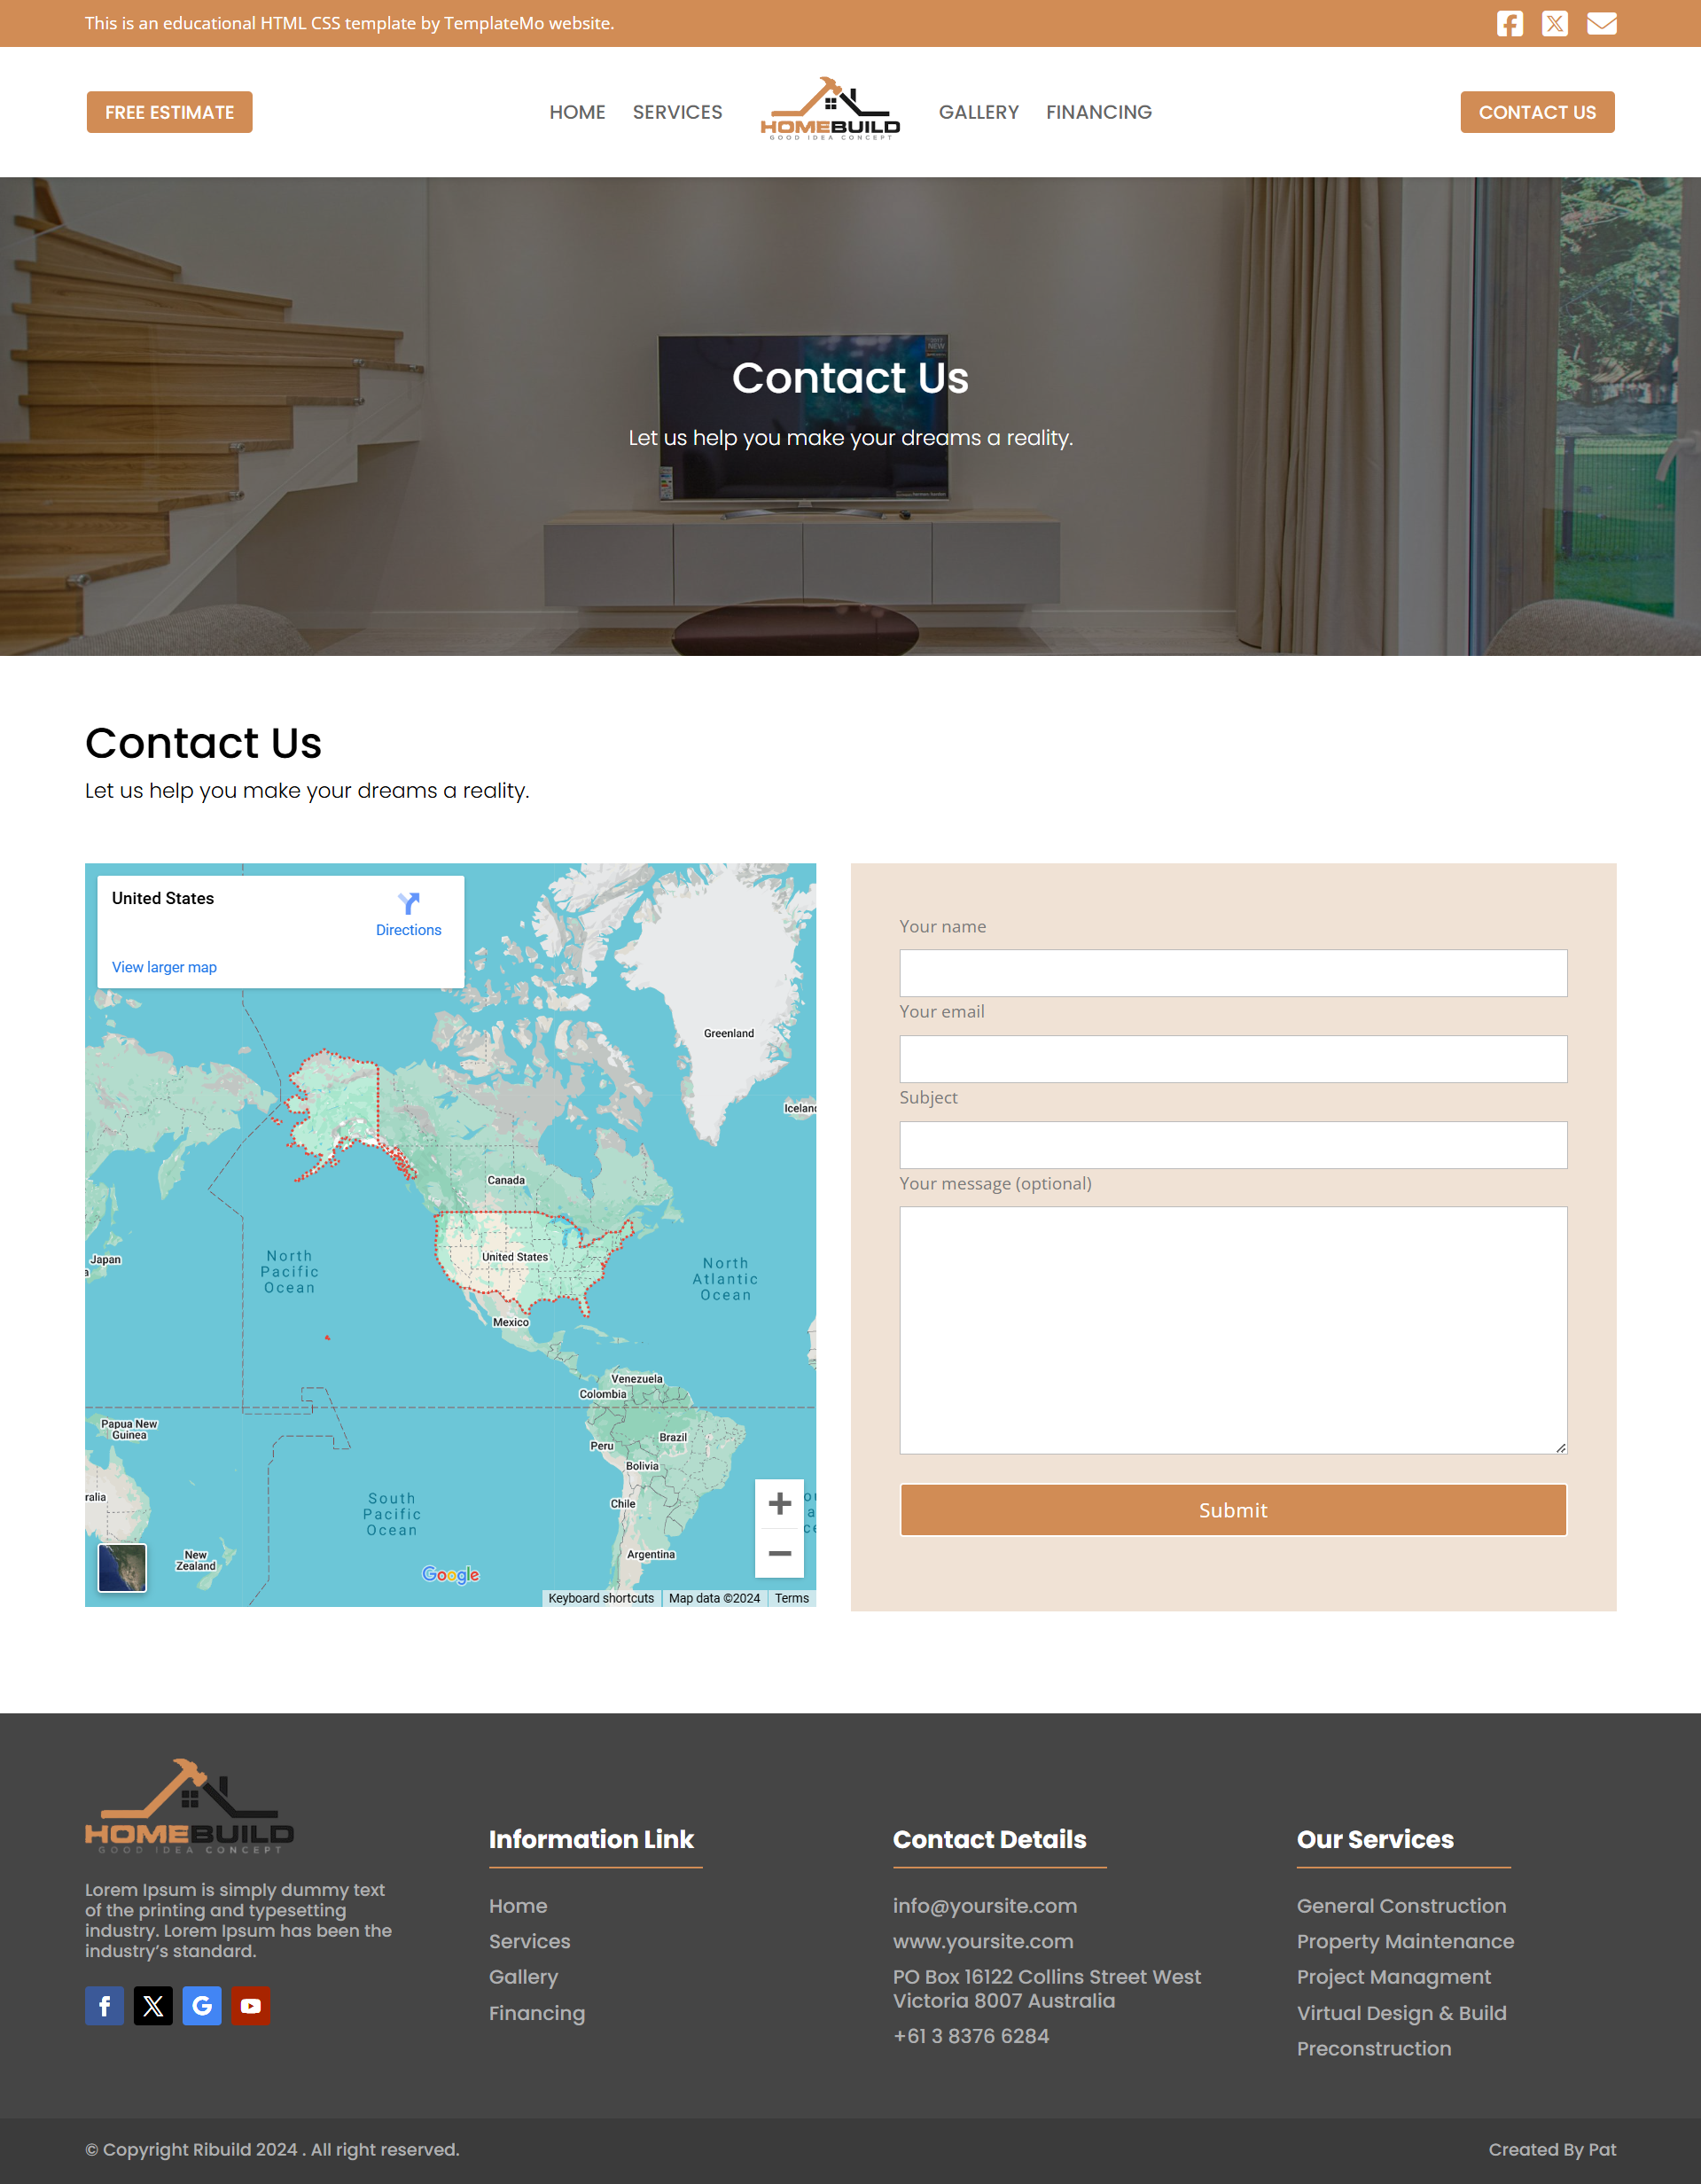 This is an educational HTML CSS template by TemplateMo website.
FREE ESTIMATE
HOME
SERVICES
HOMEBUILD
GOOD IDEA CONCEPT
GALLERY
FINANCING
CONTACT US
NEW
Contact Us
Let us help you make your dreams a reality.
Contact Us
Let us help you make your dreams a reality.
United States
Directions
View larger map
Greenland
Iceland
Canada
United States
Japan
North
Pacific
Ocean
North
Atlantic
Ocean
Mexico
Venezuela
Colombia
Papua New
Guinea
Brazil
Peru
Bolivia
ralia
South
Pacific
Ocean
Chile
New
Zealand
Argentina
Google
Keyboard shortcuts
Map data ©2024
Terms
Your name
Your email
Subject
Your message (optional)
Submit
HOMEBUILD
GOOD IDEA CONCEPT
Lorem Ipsum is simply dummy text
of the printing and typesetting
industry. Lorem Ipsum has been the
industry’s standard.
Information Link
Home
Services
Gallery
Financing
Contact Details
info@yoursite.com
www.yoursite.com
PO Box 16122 Collins Street West
Victoria 8007 Australia
+61 3 8376 6284
Our Services
General Construction
Property Maintenance
Project Managment
Virtual Design & Build
Preconstruction
© Copyright Ribuild 2024 . All right reserved.
Created By Pat